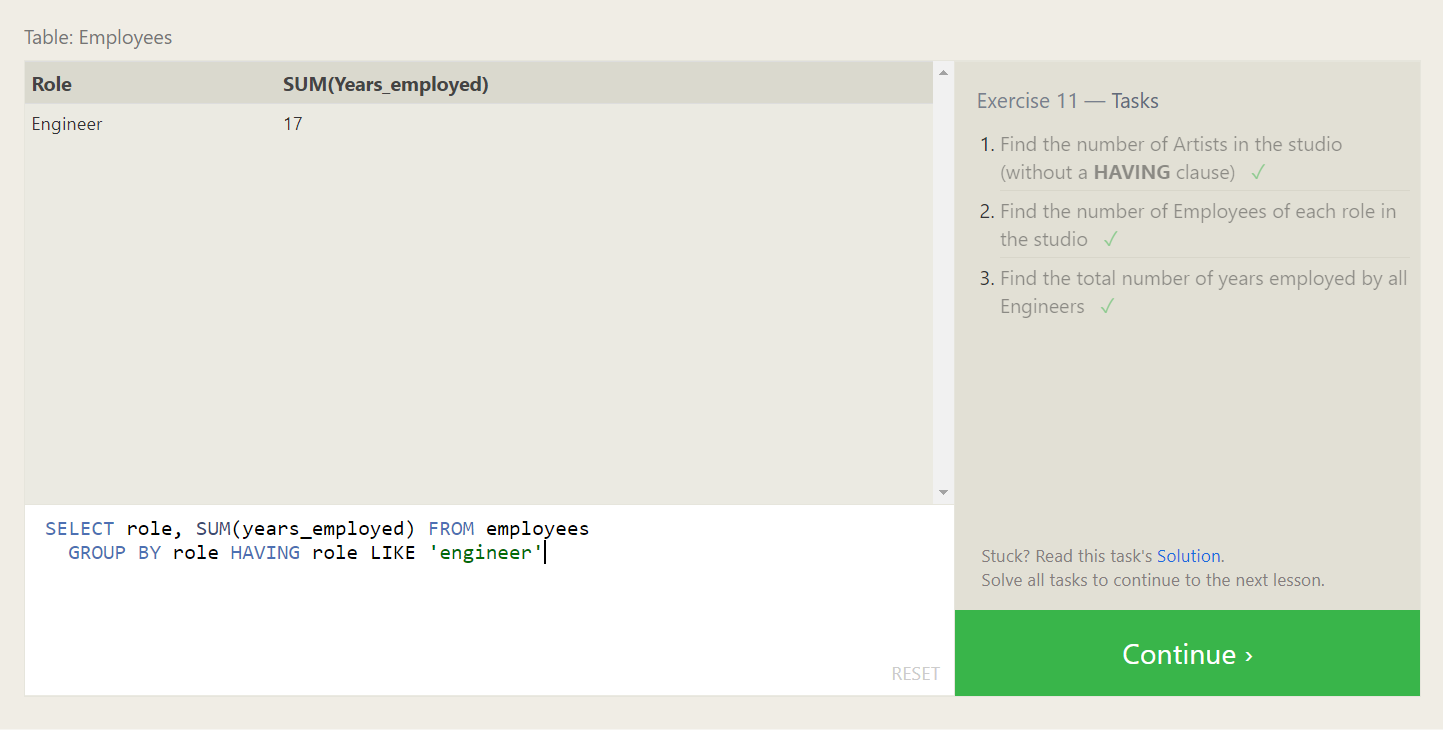 Table: Employees
Role SUM(Years_employed)
Engineer 17
SELECT role, SUM(years_employed) FROM employees
GROUP BY role HAVING role LIKE 'engineer'
RESET
Exercise 11 — Tasks
1. Find the number of Artists in the studio
(without a HAVING clause) ✓
2. Find the number of Employees of each role in
the studio ✓
3. Find the total number of years employed by all
Engineers ✓
Stuck? Read this task's Solution.
Solve all tasks to continue to the next lesson.
Continue ›